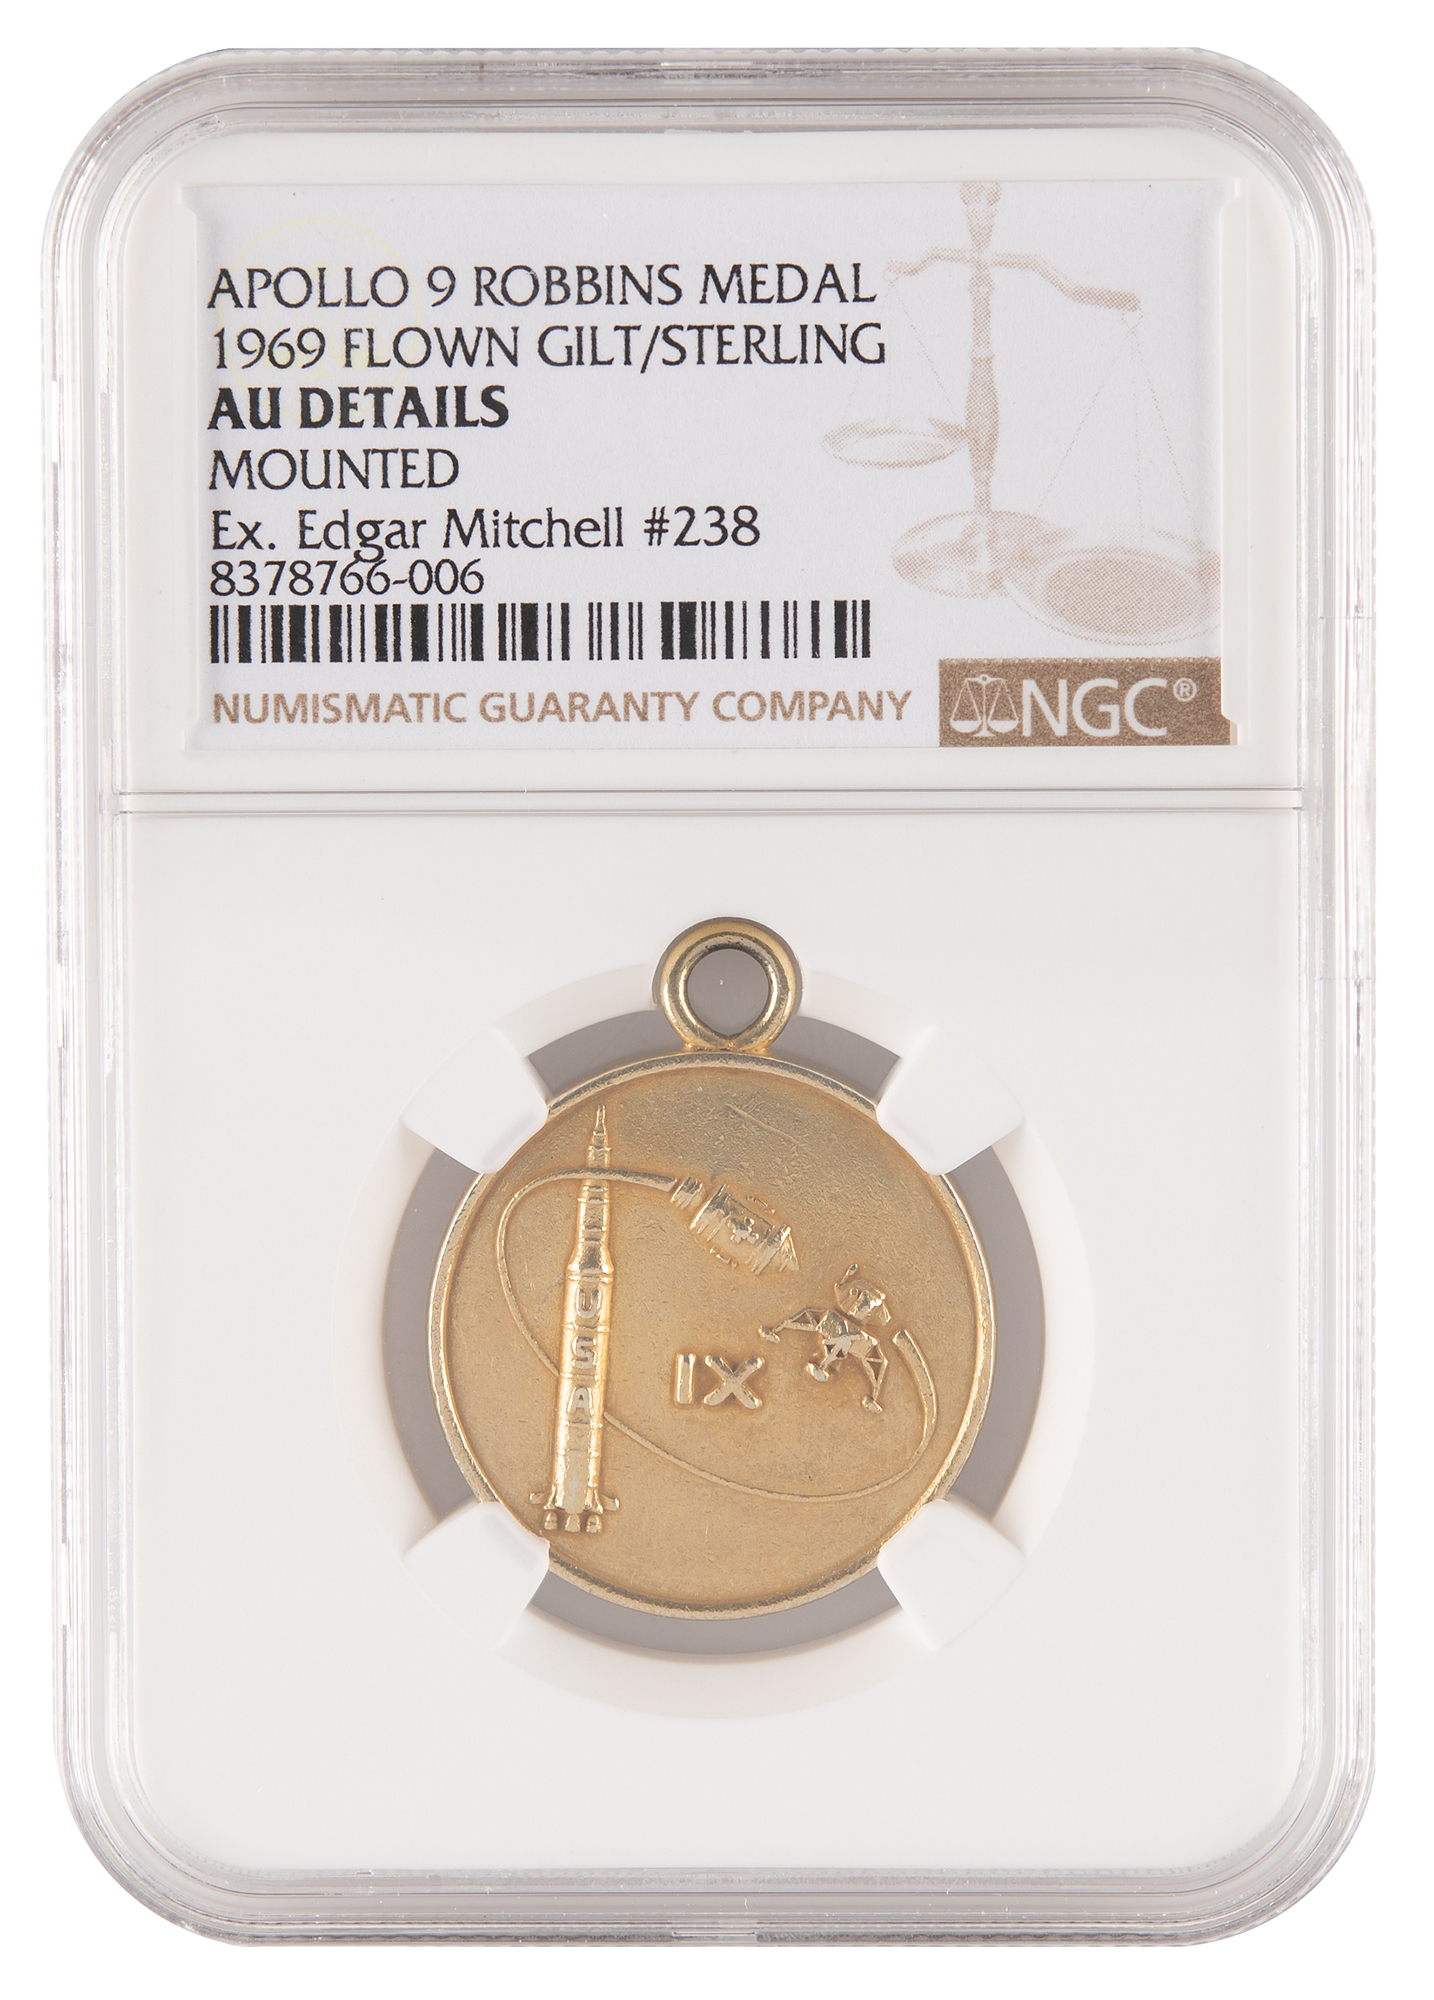 APOLLO 9 ROBBINS MEDAL
1969 FLOWN GILT/STERLING
AU DETAILS
MOUNTED
Ex. Edgar Mitchell #238
8378766-006
NUMISMATIC GUARANTY COMPANY
NGC®
USA
IX